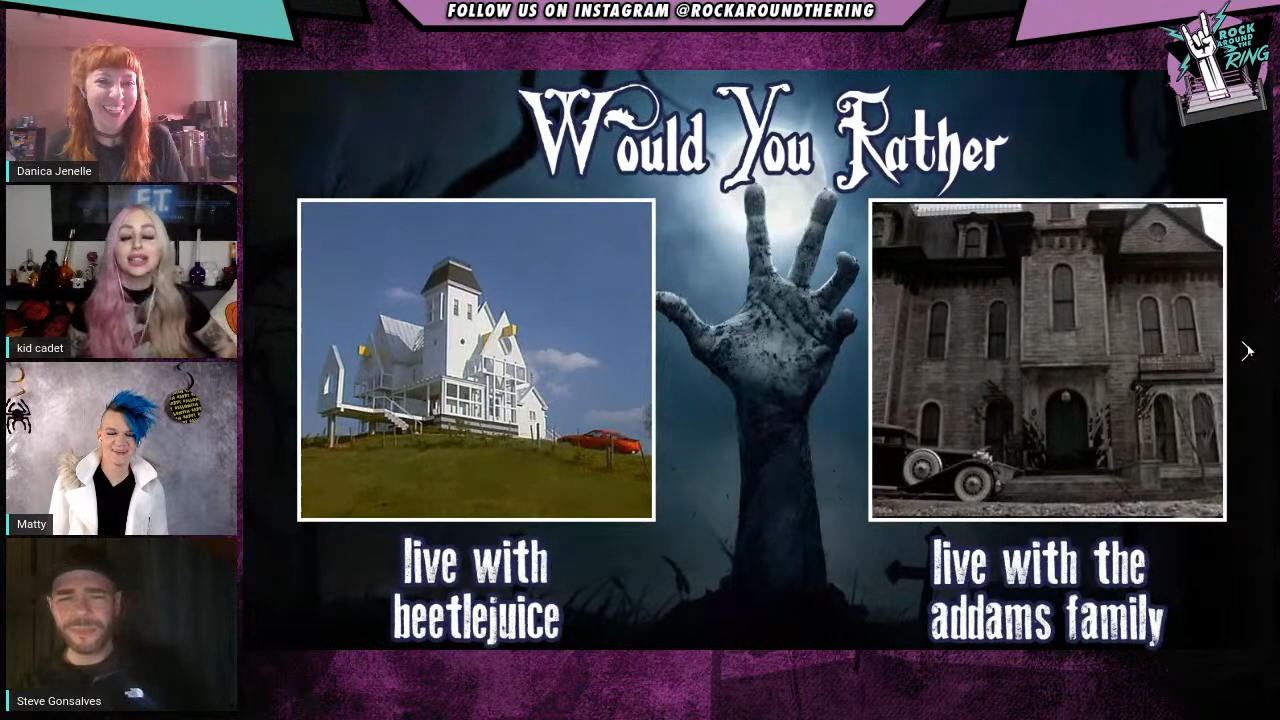 FOLLOW US ON INSTAGRAM @ROCKAROUNDTHERING
ROCK
AROUND
THE
RING
Would You Rather
Danica Jenelle
E.T.
kid cadet
Matty
Steve Gonsalves
live with
beetlejuice
live with the
addams family